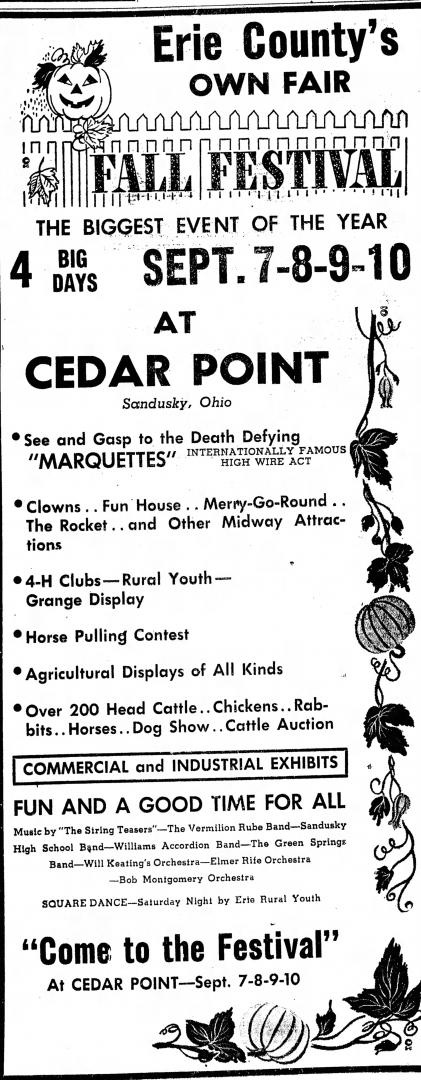 Erie County's
OWN FAIR
FALL FESTIVAL
THE BIGGEST EVENT OF THE YEAR
4 BIG DAYS SEPT. 7-8-9-10
AT
CEDAR POINT
Sandusky, Ohio
• See and Gasp to the Death Defying
"MARQUETTES" INTERNATIONALLY FAMOUS HIGH WIRE ACT
• Clowns . . Fun House . . Merry-Go-Round . .
The Rocket . . and Other Midway Attrac-
tions
• 4-H Clubs—Rural Youth—
Grange Display
• Horse Pulling Contest
• Agricultural Displays of All Kinds
• Over 200 Head Cattle . . Chickens . . Rab-
bits . . Horses . . Dog Show . . Cattle Auction
COMMERCIAL and INDUSTRIAL EXHIBITS
FUN AND A GOOD TIME FOR ALL
Music by "The String Teasers"—The Vermilion Rube Band—Sandusky
High School Band—Williams Accordion Band—The Green Springs
Band—Will Keating's Orchestra—Elmer Rife Orchestra
—Bob Montgomery Orchestra
SQUARE DANCE—Saturday Night by Erie Rural Youth
"Come to the Festival"
At CEDAR POINT—Sept. 7-8-9-10